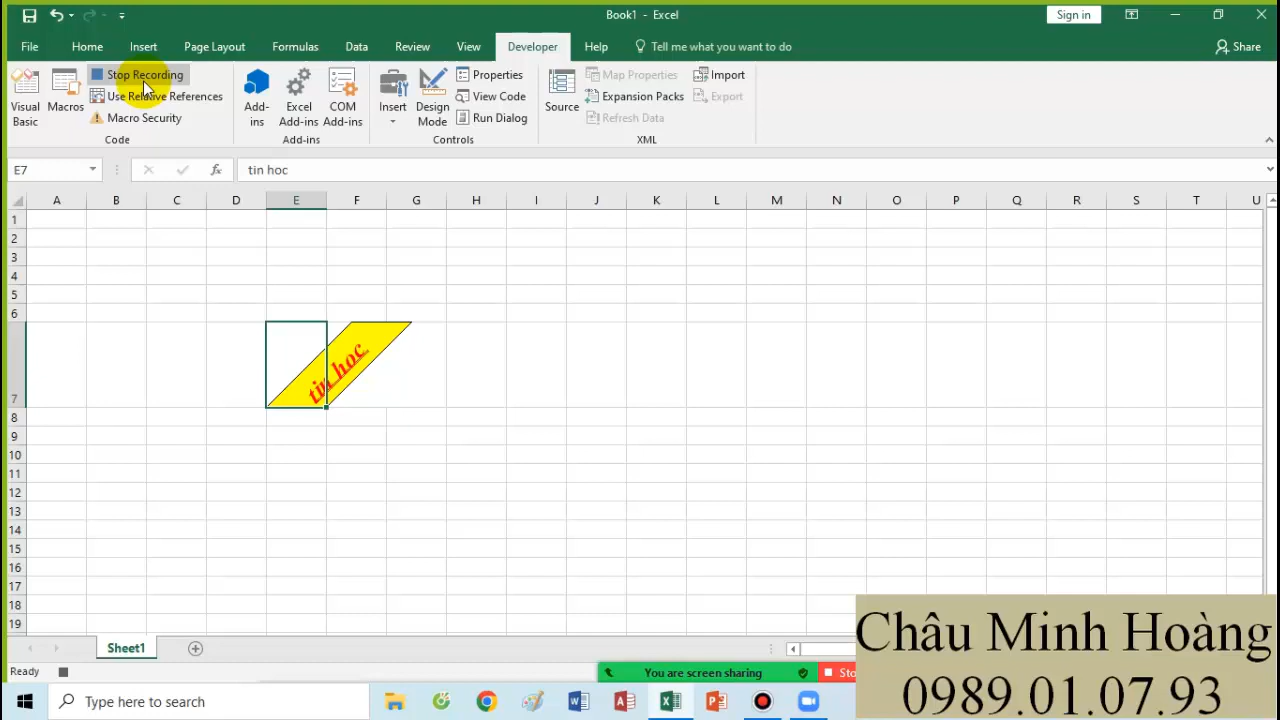 Book1 - Excel
Sign in
File Home Insert Page Layout Formulas Data Review View Developer Help Tell me what you want to do Share
Visual Basic
Macros
Stop Recording
Use Relative References
Macro Security
Code
Add-ins
Excel Add-ins
COM Add-ins
Add-ins
Insert
Design Mode
Properties
View Code
Run Dialog
Controls
Source
Map Properties
Expansion Packs
Refresh Data
Import
Export
XML
E7 fx tin hoc
A B C D E F G H I J K L M N O P Q R S T U
1
2
3
4
5
6
tin hoc
7
8
9
10
11
12
13
14
15
16
17
18
19
Sheet1
Ready
You are screen sharing
Type here to search
Châu Minh Hoàng
0989.01.07.93